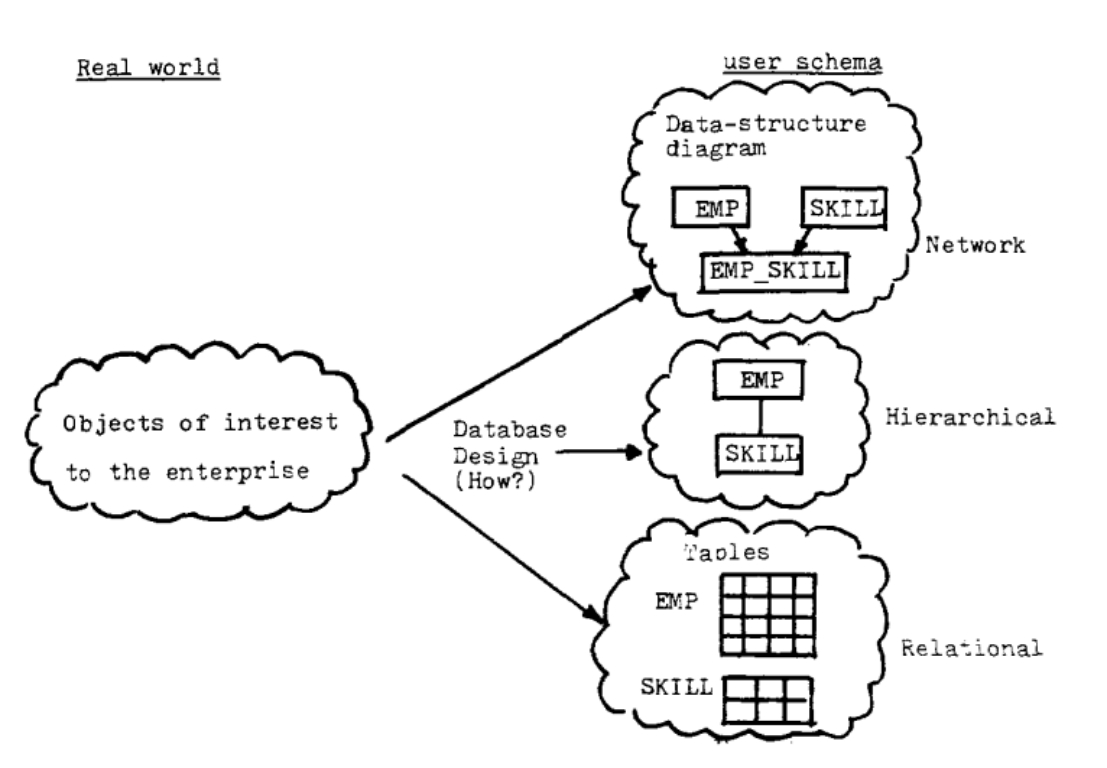 Real world
user schema
Data-structure
diagram
EMP
SKILL
EMP_SKILL
Network
Objects of interest
to the enterprise
Database
Design
(How?)
EMP
SKILL
Hierarchical
Tables
EMP
SKILL
Relational